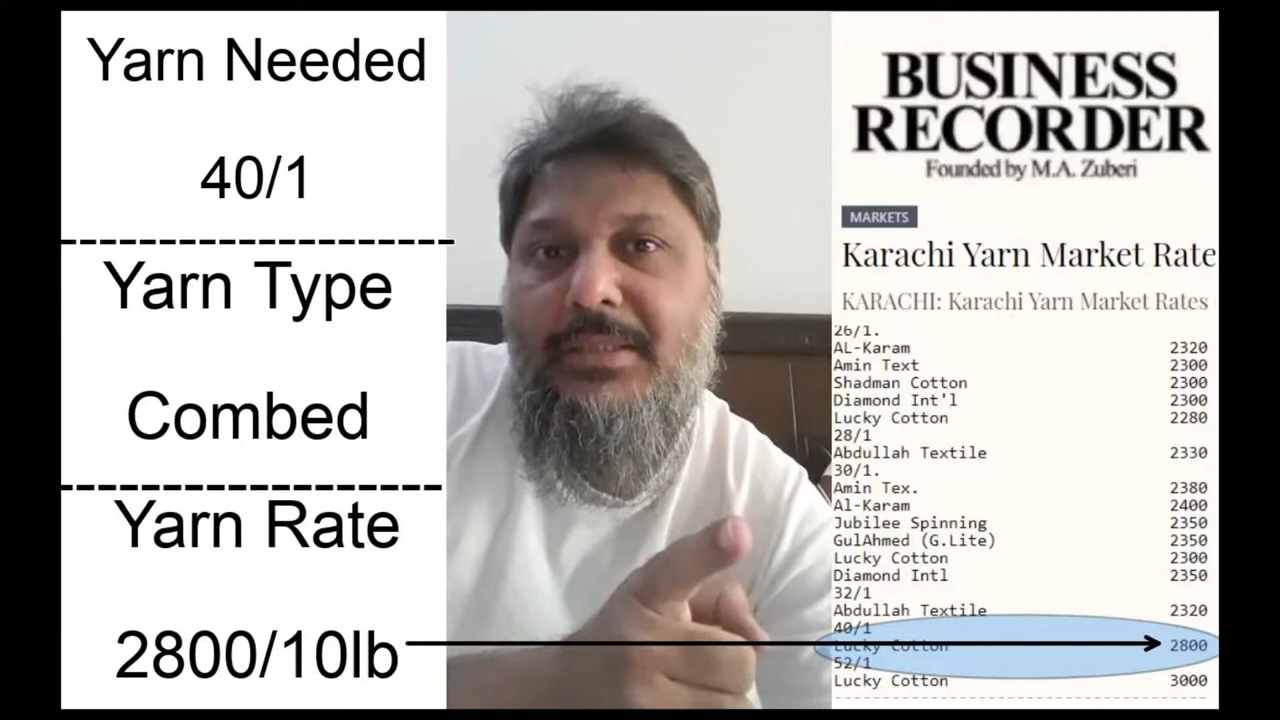 Yarn Needed
40/1
Yarn Type
Combed
Yarn Rate
2800/10lb
BUSINESS
RECORDER
Founded by M.A. Zuberi
MARKETS
Karachi Yarn Market Rate
KARACHI: Karachi Yarn Market Rates
26/1.
AL-Karam 2320
Amin Text 2300
Shadman Cotton 2300
Diamond Int'l 2300
Lucky Cotton 2280
28/1
Abdullah Textile 2330
30/1.
Amin Tex. 2380
Al-Karam 2400
Jubilee Spinning 2350
GulAhmed (G.Lite) 2350
Lucky Cotton 2300
Diamond Intl 2350
32/1
Abdullah Textile 2320
40/1
Lucky Cotton 2800
52/1
Lucky Cotton 3000